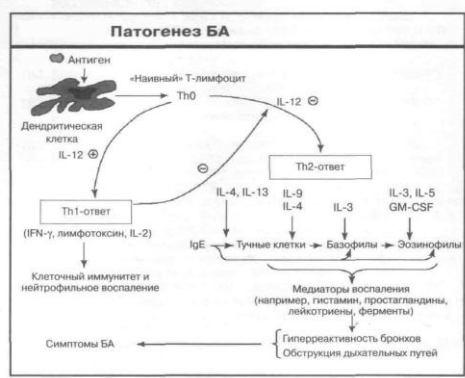 Патогенез БА
Антиген
«Наивный» Т-лимфоцит
Th0
Дендритическая
клетка
IL-12 ⊕
IL-12 ⊖
⊖
Th2-ответ
Th1-ответ
(IFN-γ, лимфотоксин, IL-2)
Клеточный иммунитет и
нейтрофильное воспаление
IL-4, IL-13
IL-9
IL-4
IL-3
IL-3, IL-5
GM-CSF
IgE
Тучные клетки
Базофилы
Эозинофилы
Медиаторы воспаления
(например, гистамин, простагландины,
лейкотриены, ферменты)
Гиперреактивность бронхов
Обструкция дыхательных путей
Симптомы БА